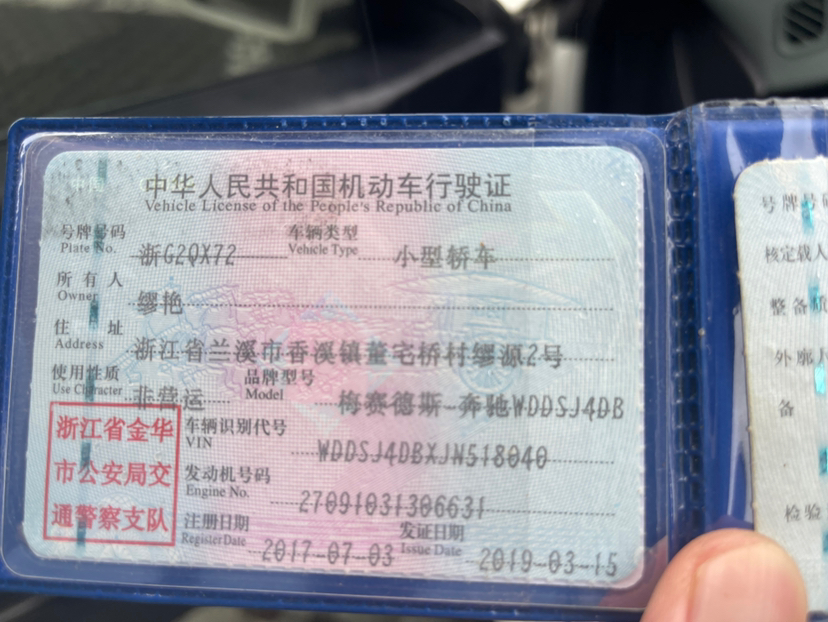 中华人民共和国机动车行驶证
Vehicle License of the People's Republic of China
号牌号码 浙G2QX72 车辆类型 小型轿车
Plate No. Vehicle Type
所有人 缪艳
Owner
住址 浙江省兰溪市香溪镇董宅桥村缪源2号
Address
使用性质 非营运 品牌型号 梅赛德斯-奔驰WDDSJ4DB
Use Character Model
浙江省金华
市公安局交
通警察支队
车辆识别代号 WDDSJ4DBXJN518040
VIN
发动机号码 27091031306631
Engine No.
注册日期 2017-07-03 发证日期 2019-03-15
Register Date Issue Date
号牌号码
核定载人
整备质
外廓
备
检验